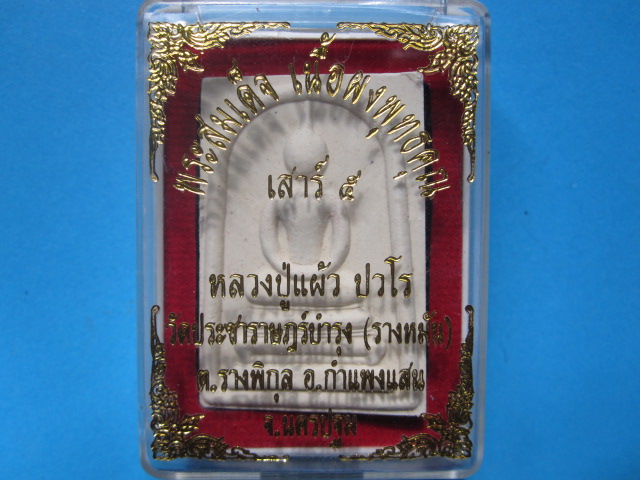 พระสมเด็จ เนื้อผงพุทธคุณ
เสาร์ ๕
หลวงปู่แผ้ว ปวโร
วัดประชาราษฎร์บำรุง (รางหมัน)
ต.รางพิกุล อ.กำแพงแสน
จ.นครปฐม